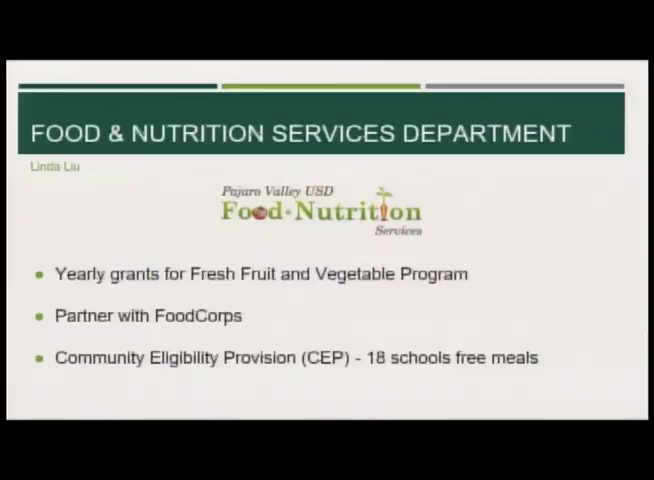 FOOD & NUTRITION SERVICES DEPARTMENT
Linda Liu
Pajaro Valley USD
Food-Nutrition
Services
Yearly grants for Fresh Fruit and Vegetable Program
Partner with FoodCorps
Community Eligibility Provision (CEP) - 18 schools free meals